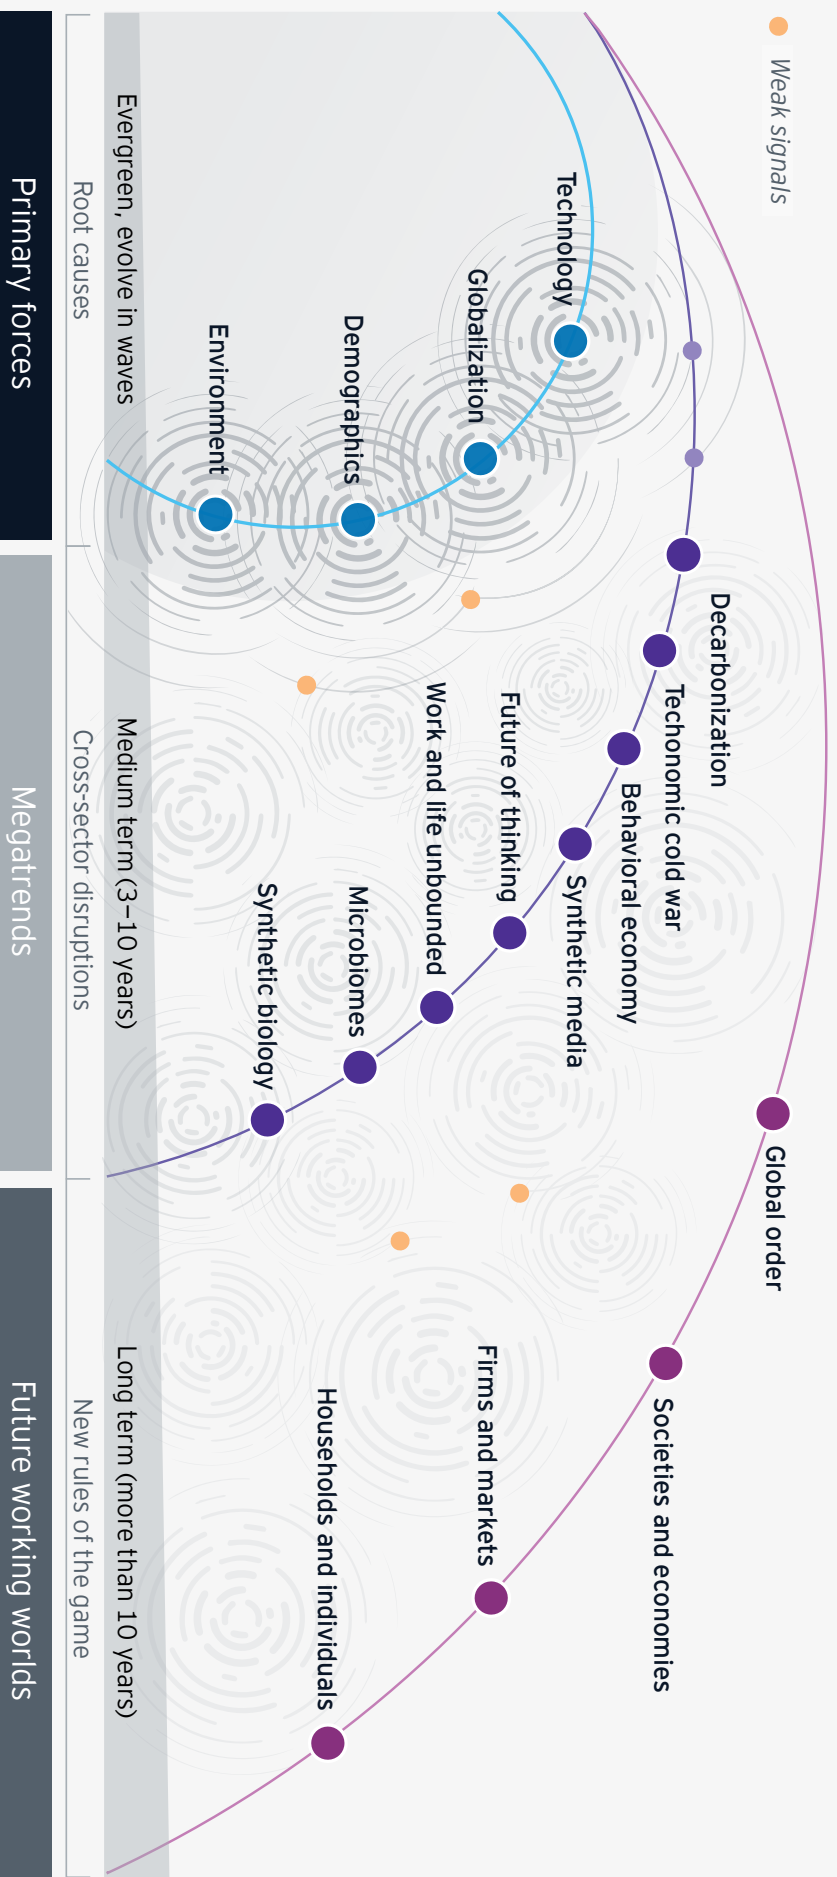 Weak signals
Technology
Globalization
Demographics
Environment
Decarbonization
Techonomic cold war
Behavioral economy
Synthetic media
Future of thinking
Work and life unbounded
Microbiomes
Synthetic biology
Global order
Societies and economies
Firms and markets
Households and individuals
Evergreen, evolve in waves
Medium term (3–10 years)
Long term (more than 10 years)
Root causes
Cross-sector disruptions
New rules of the game
Primary forces
Megatrends
Future working worlds